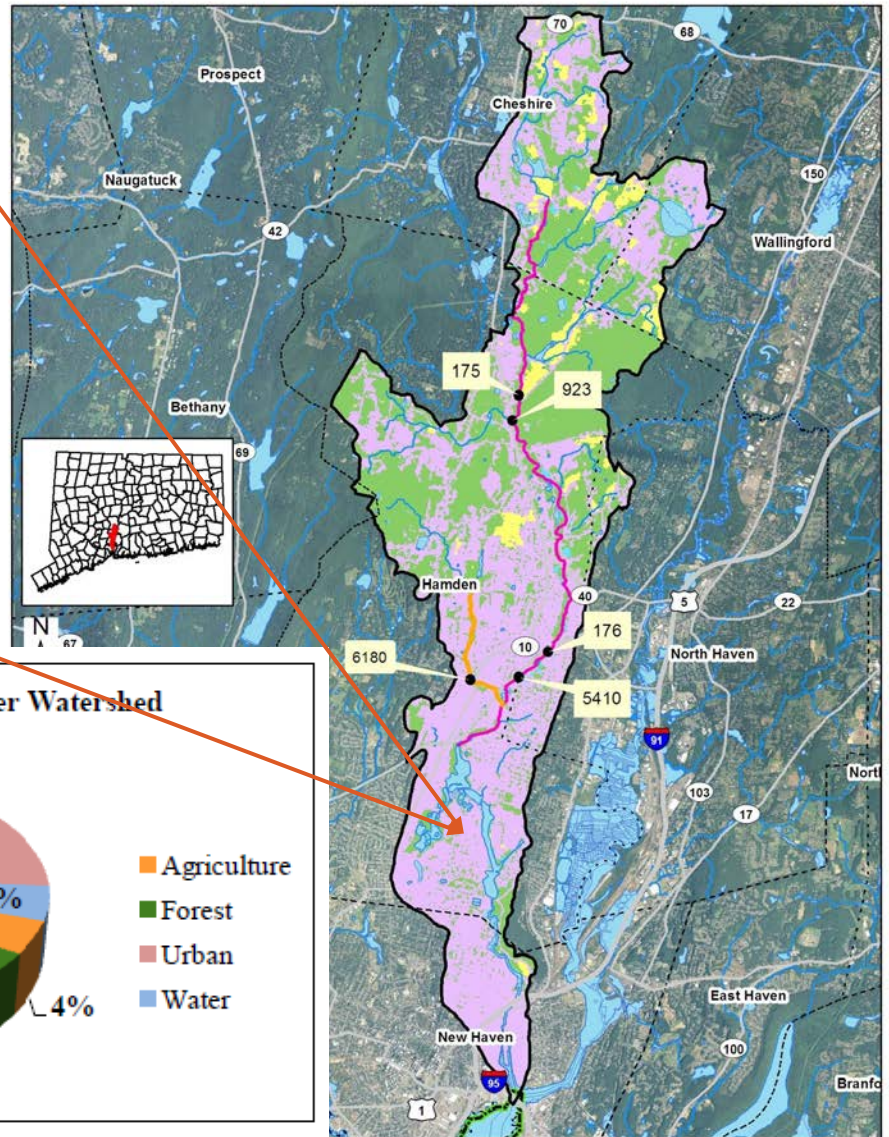 70
68
Prospect
Cheshire
Naugatuck
150
42
Wallingford
175
923
Bethany
69
Hamden
40
5
22
N
67
10
176
North Haven
6180
5410
91
103
17
er Watershed
Agriculture
%
Forest
Urban
4%
Water
East Haven
New Haven
100
95
1